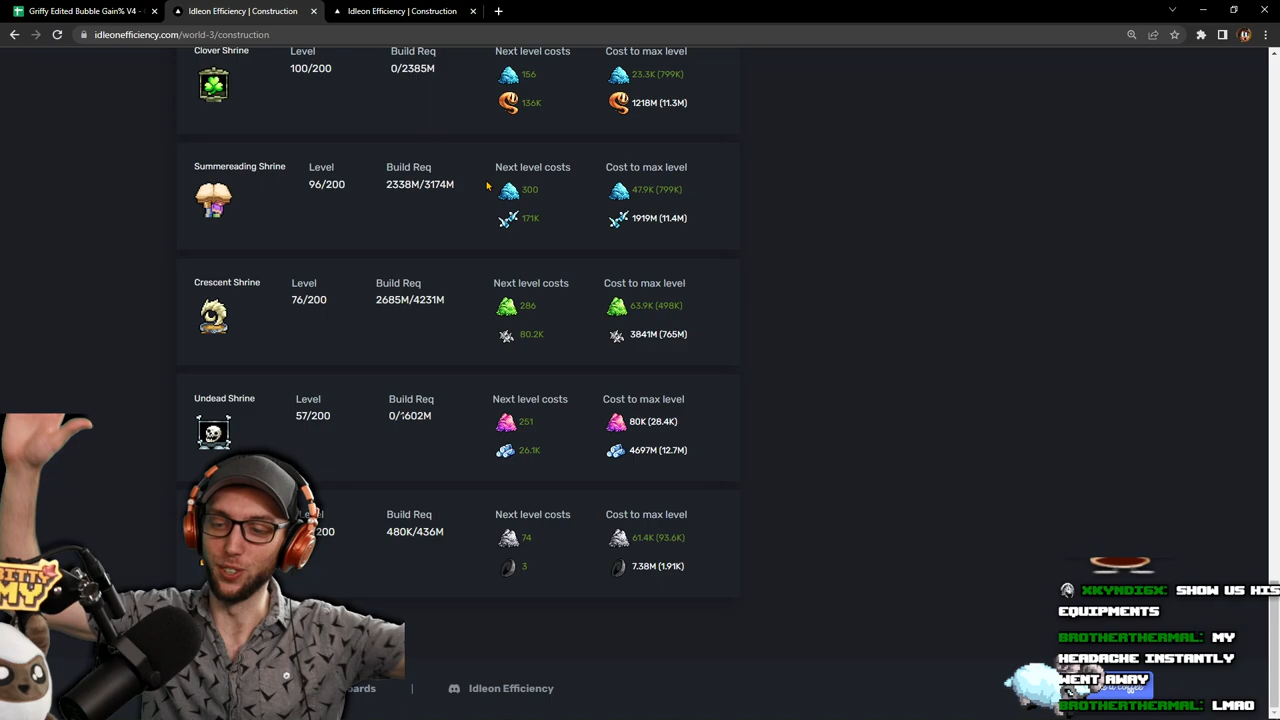 Griffy Edited Bubble Gain% V4 -
Idleon Efficiency | Construction
Idleon Efficiency | Construction
idleonefficiency.com/world-3/construction
Clover Shrine
Level
100/200
Build Req
0/2385M
Next level costs
156
136K
Cost to max level
23.3K (799K)
1218M (11.3M)
Summereading Shrine
Level
96/200
Build Req
2338M/3174M
Next level costs
300
171K
Cost to max level
47.9K (799K)
1919M (11.4M)
Crescent Shrine
Level
76/200
Build Req
2685M/4231M
Next level costs
286
80.2K
Cost to max level
63.9K (498K)
3841M (765M)
Undead Shrine
Level
57/200
Build Req
Next level costs
251
26.1K
Cost to max level
80K (28.4K)
4697M (12.7M)
Build Req
480K/436M
Next level costs
74
3
Cost to max level
61.4K (93.6K)
7.38M (1.91K)
Idleon Efficiency
XKYNDIGX: SHOW US HIS
EQUIPMENTS
BROTHERTHERMAL: MY
HEADACHE INSTANTLY
WENT AWAY
BROTHERTHERMAL: LMAO